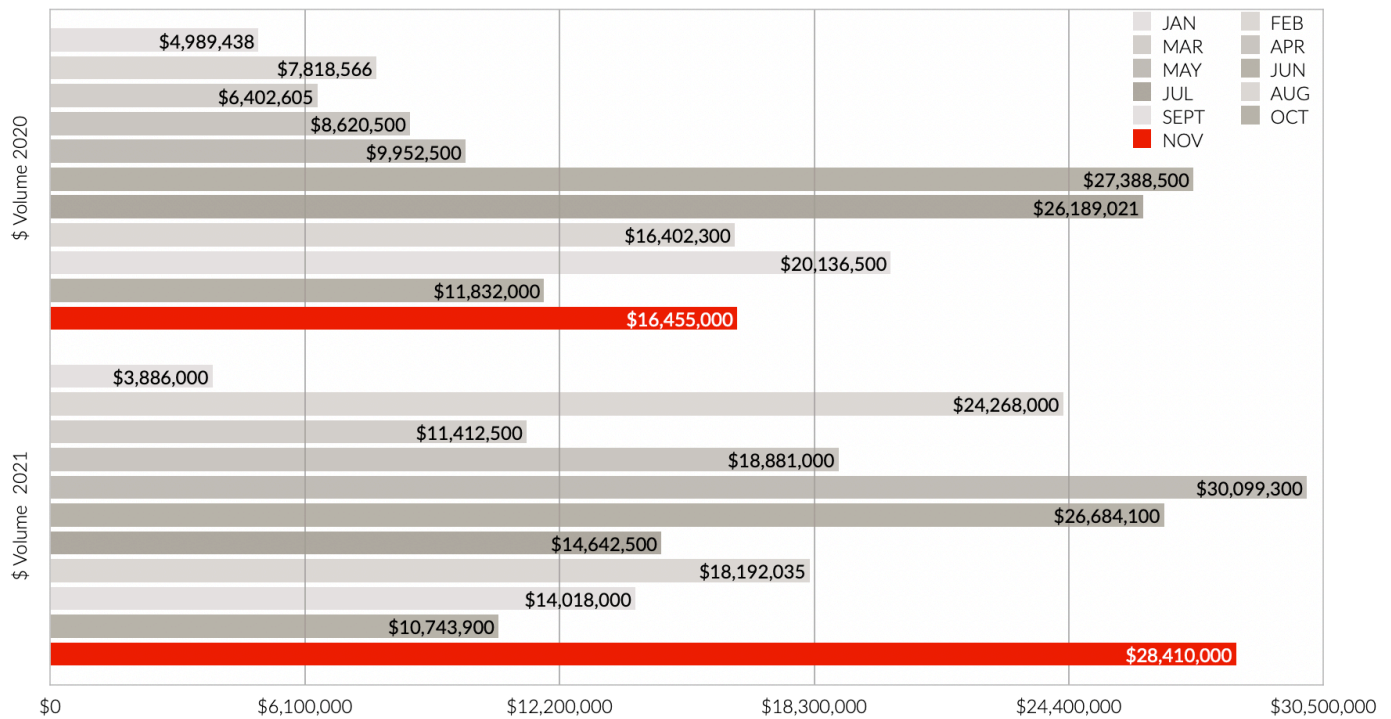 JAN
FEB
MAR
APR
MAY
JUN
JUL
AUG
SEPT
OCT
NOV
$ Volume 2020
$4,989,438
$7,818,566
$6,402,605
$8,620,500
$9,952,500
$27,388,500
$26,189,021
$16,402,300
$20,136,500
$11,832,000
$16,455,000
$ Volume 2021
$3,886,000
$24,268,000
$11,412,500
$18,881,000
$30,099,300
$26,684,100
$14,642,500
$18,192,035
$14,018,000
$10,743,900
$28,410,000
$0 $6,100,000 $12,200,000 $18,300,000 $24,400,000 $30,500,000